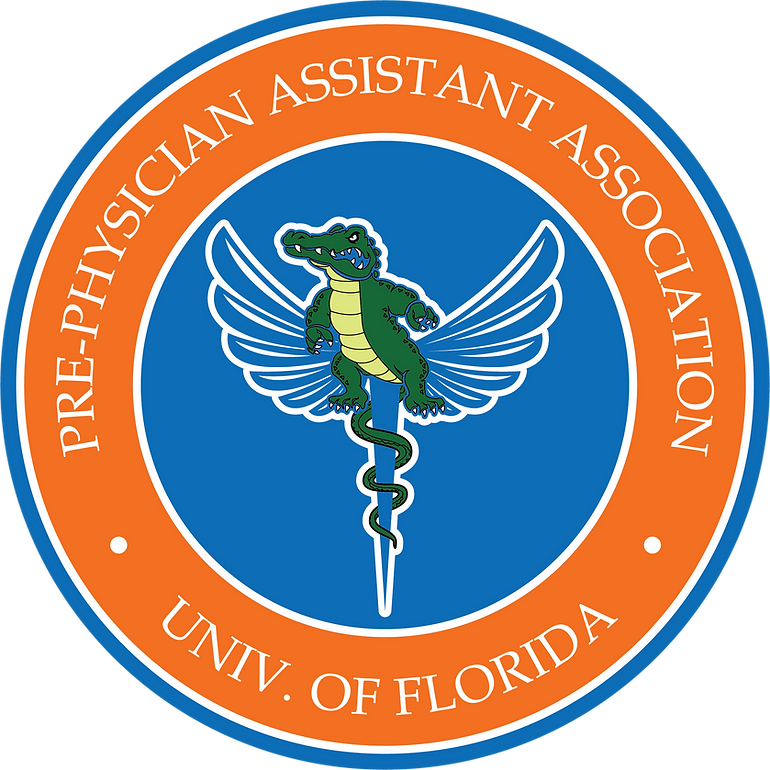 PRE-PHYSICIAN ASSISTANT ASSOCIATION
UNIV. OF FLORIDA